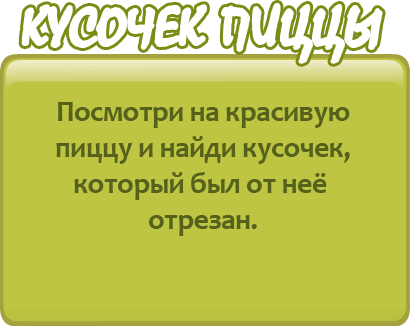 КУСОЧЕК ПИЦЦЫ
Посмотри на красивую
пиццу и найди кусочек,
который был от неё
отрезан.